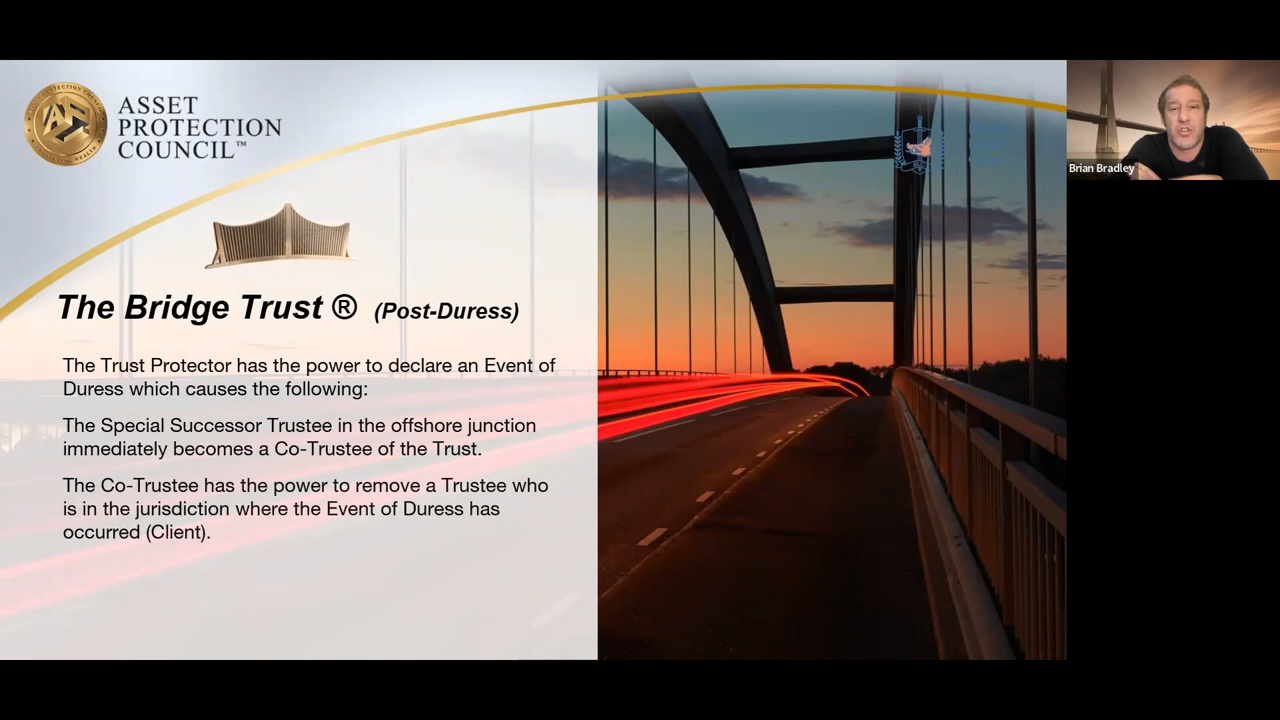 ASSET
PROTECTION
COUNCIL™
Brian Bradley
The Bridge Trust ® (Post-Duress)
The Trust Protector has the power to declare an Event of
Duress which causes the following:
The Special Successor Trustee in the offshore junction
immediately becomes a Co-Trustee of the Trust.
The Co-Trustee has the power to remove a Trustee who
is in the jurisdiction where the Event of Duress has
occurred (Client).